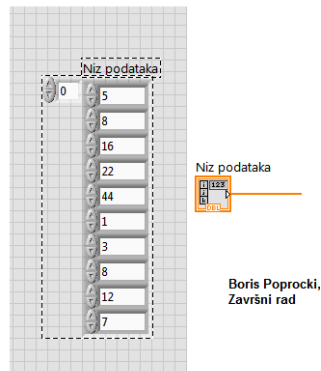 Niz podataka
0
5
8
16
22
44
1
3
8
12
7
Niz podataka
123
DBL
Boris Poprocki,
Završni rad